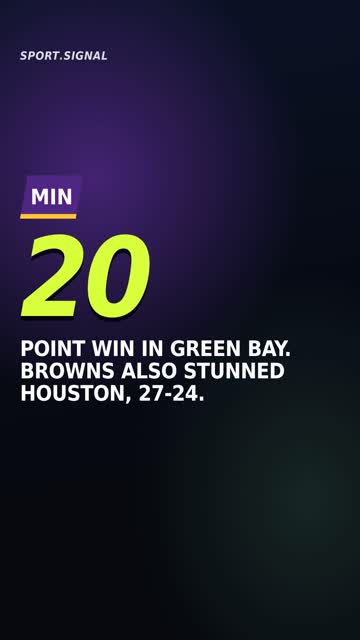 SPORT.SIGNAL
MIN
20
POINT WIN IN GREEN BAY.
BROWNS ALSO STUNNED
HOUSTON, 27-24.